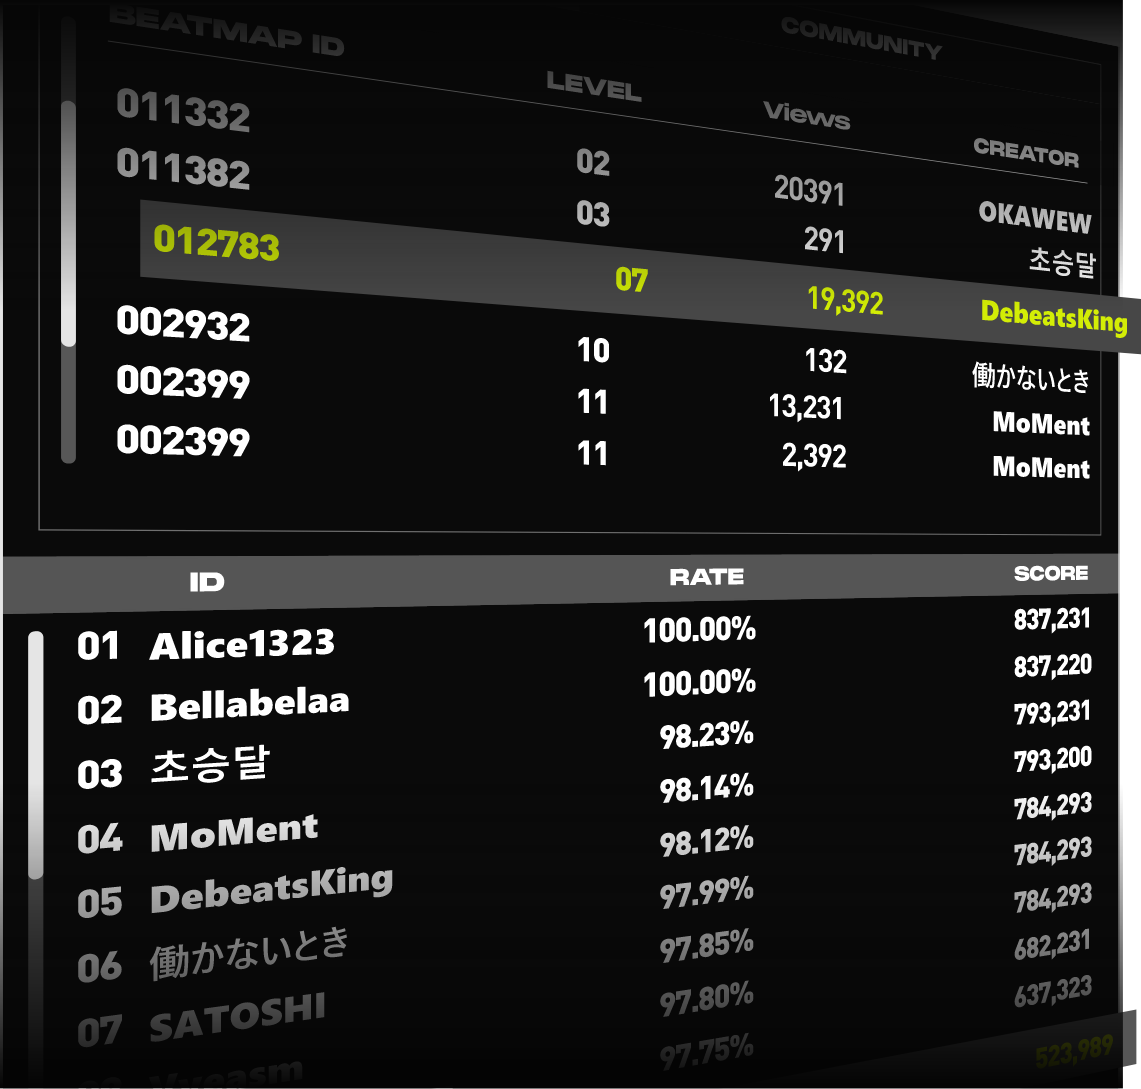 BEATMAP ID LEVEL COMMUNITY
Views CREATOR
011332 02 20391 OKAWEW
011382 03 291 초승달
012783 07 19,392 DebeatsKing
002932 10 132 働かないとき
002399 11 13,231 MoMent
002399 11 2,392 MoMent
ID RATE SCORE
01 Alice1323 100.00% 837,231
02 Bellabelaa 100.00% 837,220
03 초승달 98.23% 793,231
04 MoMent 98.14% 793,200
05 DebeatsKing 98.12% 784,293
06 働かないとき 97.99% 784,293
07 SATOSHI 97.85% 784,293
97.80% 682,231
97.75% 637,323
523,989